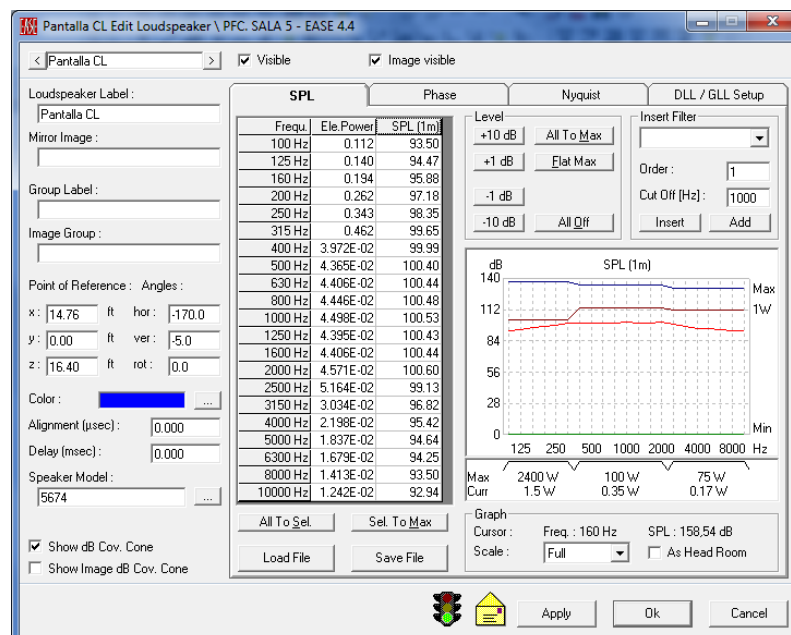 EASE Pantalla CL Edit Loudspeaker \ PFC. SALA 5 - EASE 4.4
< Pantalla CL > Visible Image visible
Loudspeaker Label :
Pantalla CL
Mirror Image :
Group Label :
Image Group :
Point of Reference : Angles :
x : 14.76 ft hor : -170.0
y : 0.00 ft ver : -5.0
z : 16.40 ft rot : 0.0
Color : ...
Alignment (µsec) : 0.000
Delay (msec) : 0.000
Speaker Model :
5674 ...
Show dB Cov. Cone
Show Image dB Cov. Cone
SPL Phase Nyquist DLL / GLL Setup
Frequ. Ele.Power SPL (1m)
100 Hz 0.112 93.50
125 Hz 0.140 94.47
160 Hz 0.194 95.88
200 Hz 0.262 97.18
250 Hz 0.343 98.35
315 Hz 0.462 99.65
400 Hz 3.972E-02 99.99
500 Hz 4.365E-02 100.40
630 Hz 4.406E-02 100.44
800 Hz 4.446E-02 100.48
1000 Hz 4.498E-02 100.53
1250 Hz 4.395E-02 100.43
1600 Hz 4.406E-02 100.44
2000 Hz 4.571E-02 100.60
2500 Hz 5.164E-02 99.13
3150 Hz 3.034E-02 96.82
4000 Hz 2.198E-02 95.42
5000 Hz 1.837E-02 94.64
6300 Hz 1.679E-02 94.25
8000 Hz 1.413E-02 93.50
10000 Hz 1.242E-02 92.94
All To Sel. Sel. To Max
Load File Save File
Level
+10 dB All To Max
+1 dB Flat Max
-1 dB
-10 dB All Off
Insert Filter
Order : 1
Cut Off [Hz] : 1000
Insert Add
dB SPL (1m)
140 Max
112 1W
84
56
28
0 Min
125 250 500 1000 2000 4000 8000 Hz
Max 2400 W 100 W 75 W
Curr 1.5 W 0.35 W 0.17 W
Graph
Cursor : Freq. : 160 Hz SPL : 158,54 dB
Scale : Full As Head Room
Apply Ok Cancel